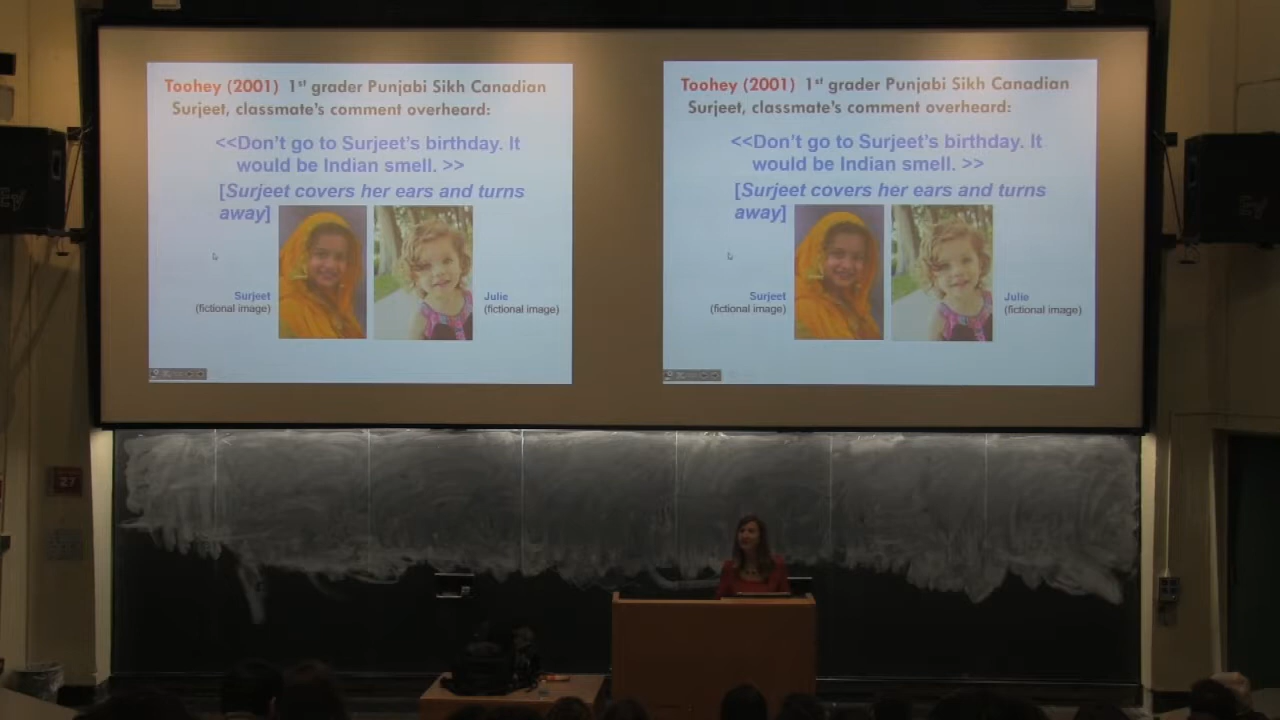 Toohey (2001) 1st grader Punjabi Sikh Canadian
Surjeet, classmate's comment overheard:
<<Don't go to Surjeet's birthday. It
would be Indian smell. >>
[Surjeet covers her ears and turns
away]
Surjeet
(fictional image)
Julie
(fictional image)
Toohey (2001) 1st grader Punjabi Sikh Canadian
Surjeet, classmate's comment overheard:
<<Don't go to Surjeet's birthday. It
would be Indian smell. >>
[Surjeet covers her ears and turns
away]
Surjeet
(fictional image)
Julie
(fictional image)
27